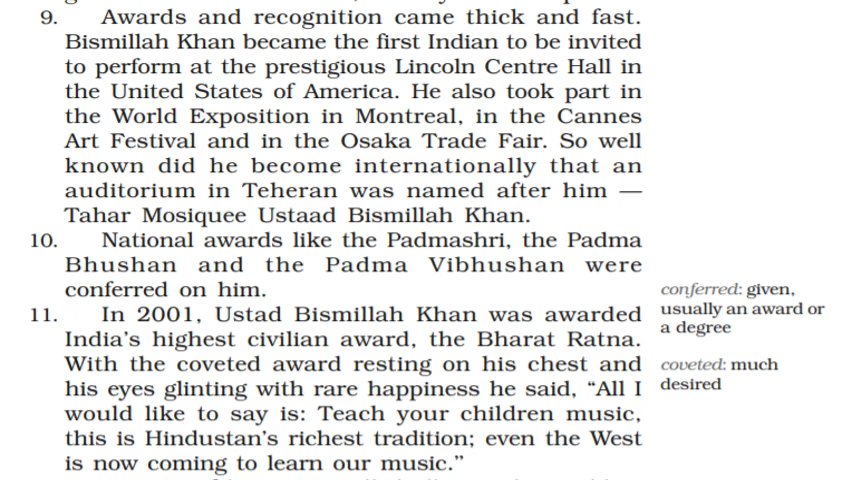 9. Awards and recognition came thick and fast.
Bismillah Khan became the first Indian to be invited
to perform at the prestigious Lincoln Centre Hall in
the United States of America. He also took part in
the World Exposition in Montreal, in the Cannes
Art Festival and in the Osaka Trade Fair. So well
known did he become internationally that an
auditorium in Teheran was named after him —
Tahar Mosiquee Ustaad Bismillah Khan.
10. National awards like the Padmashri, the Padma
Bhushan and the Padma Vibhushan were
conferred on him.
conferred: given,
usually an award or
a degree
11. In 2001, Ustad Bismillah Khan was awarded
India's highest civilian award, the Bharat Ratna.
With the coveted award resting on his chest and
his eyes glinting with rare happiness he said, “All I
would like to say is: Teach your children music,
this is Hindustan's richest tradition; even the West
is now coming to learn our music.”
coveted: much
desired